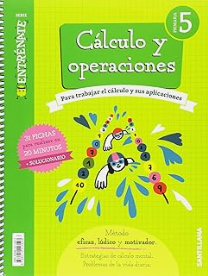 SERIE
ENTRÉNATE
Cálculo y
operaciones
PRIMARIA
5
Para trabajar el cálculo y sus aplicaciones
20 MINUTOS
+ SOLUCIONARIO
Método
eficaz, lúdico y motivador.
Estrategias de cálculo mental.
Problemas de la vida diaria.
SANTILLANA